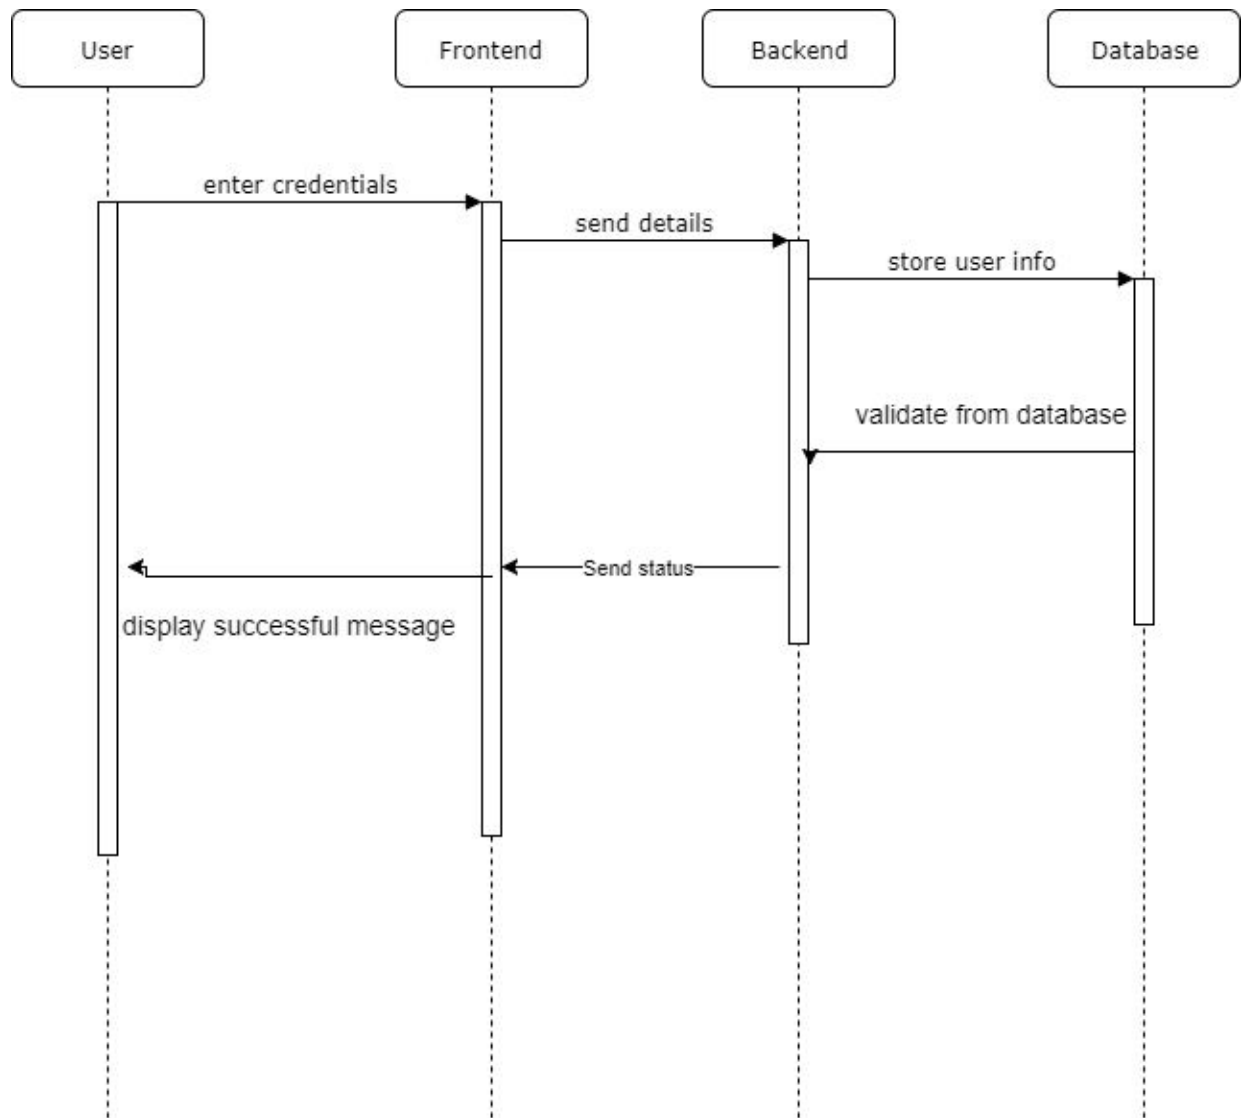 User
Frontend
Backend
Database
enter credentials
send details
store user info
validate from database
Send status
display successful message